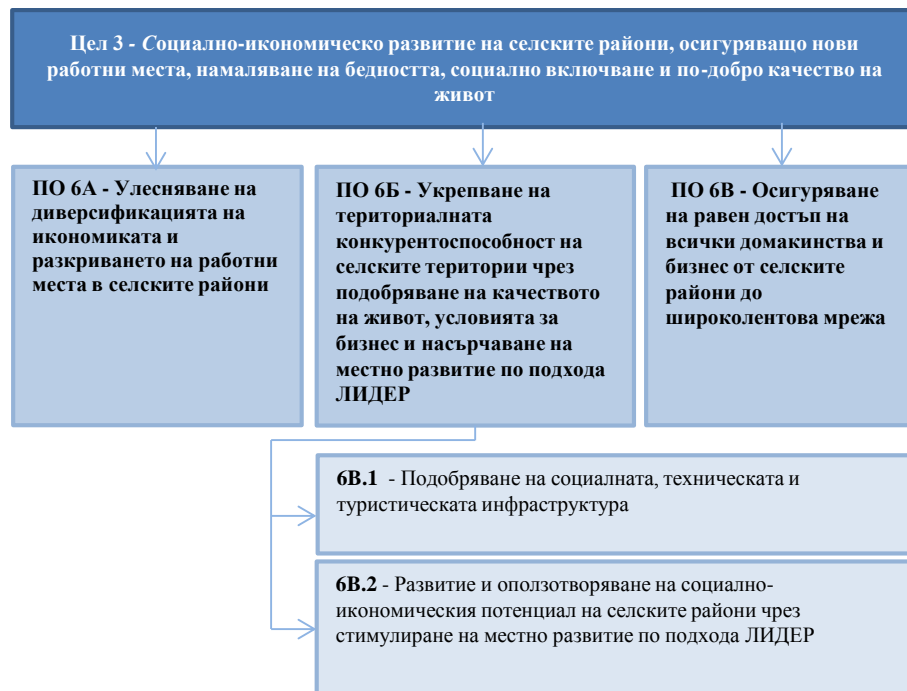 Цел 3 - Социално-икономическо развитие на селските райони, осигуряващо нови
работни места, намаляване на бедността, социално включване и по-добро качество на
живот
ПО 6А - Улесняване на
диверсификацията на
икономиката и
разкриването на работни
места в селските райони
ПО 6Б - Укрепване на
териториалната
конкурентоспособност на
селските територии чрез
подобряване на качеството
на живот, условията за
бизнес и насърчаване на
местно развитие по подхода
ЛИДЕР
ПО 6В - Осигуряване
на равен достъп на
всички домакинства и
бизнес от селските
райони до
широколентова мрежа
6В.1 - Подобряване на социалната, техническата и
туристическата инфраструктура
6В.2 - Развитие и оползотворяване на социално-
икономическия потенциал на селските райони чрез
стимулиране на местно развитие по подхода ЛИДЕР